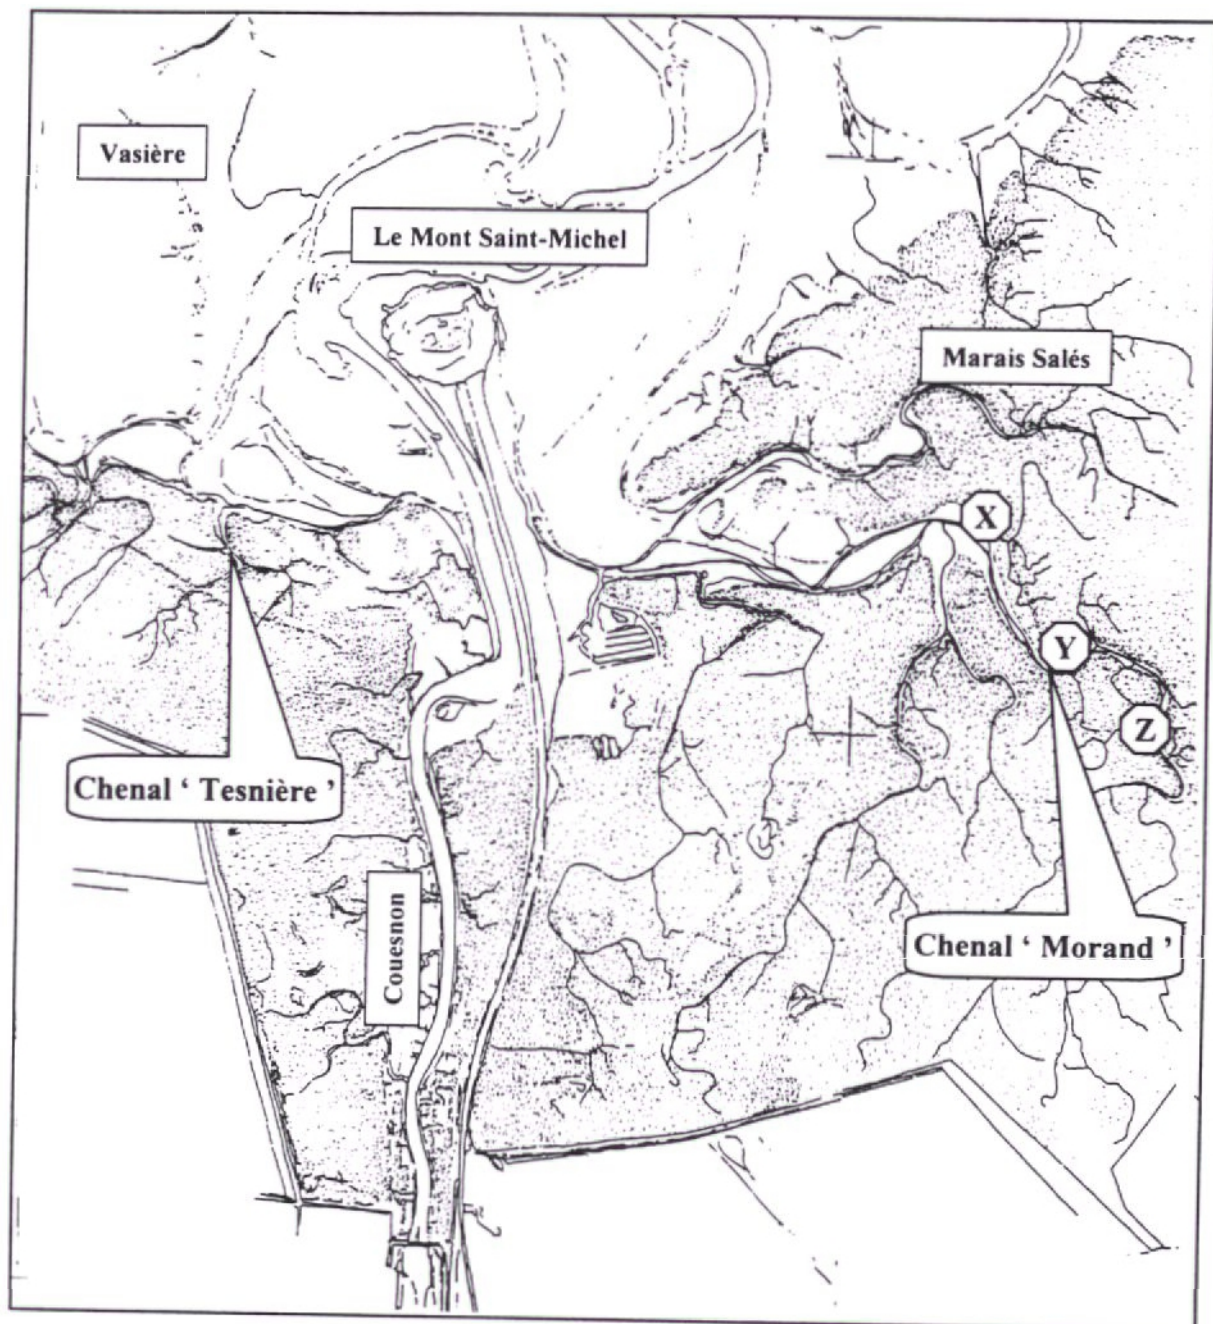 Vasière
Le Mont Saint-Michel
Marais Salés
X
Y
Z
Chenal ‘ Tesnière ’
Couesnon
Chenal ‘ Morand ’